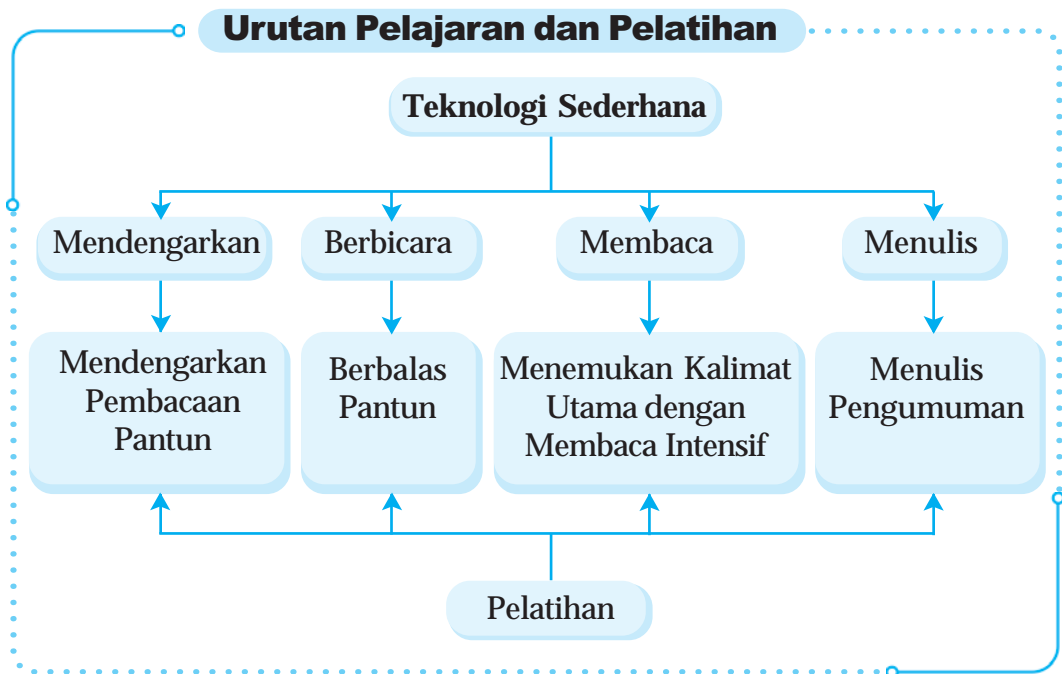 Urutan Pelajaran dan Pelatihan
Teknologi Sederhana
Mendengarkan
Berbicara
Membaca
Menulis
Mendengarkan
Pembacaan
Pantun
Berbalas
Pantun
Menemukan Kalimat
Utama dengan
Membaca Intensif
Menulis
Pengumuman
Pelatihan